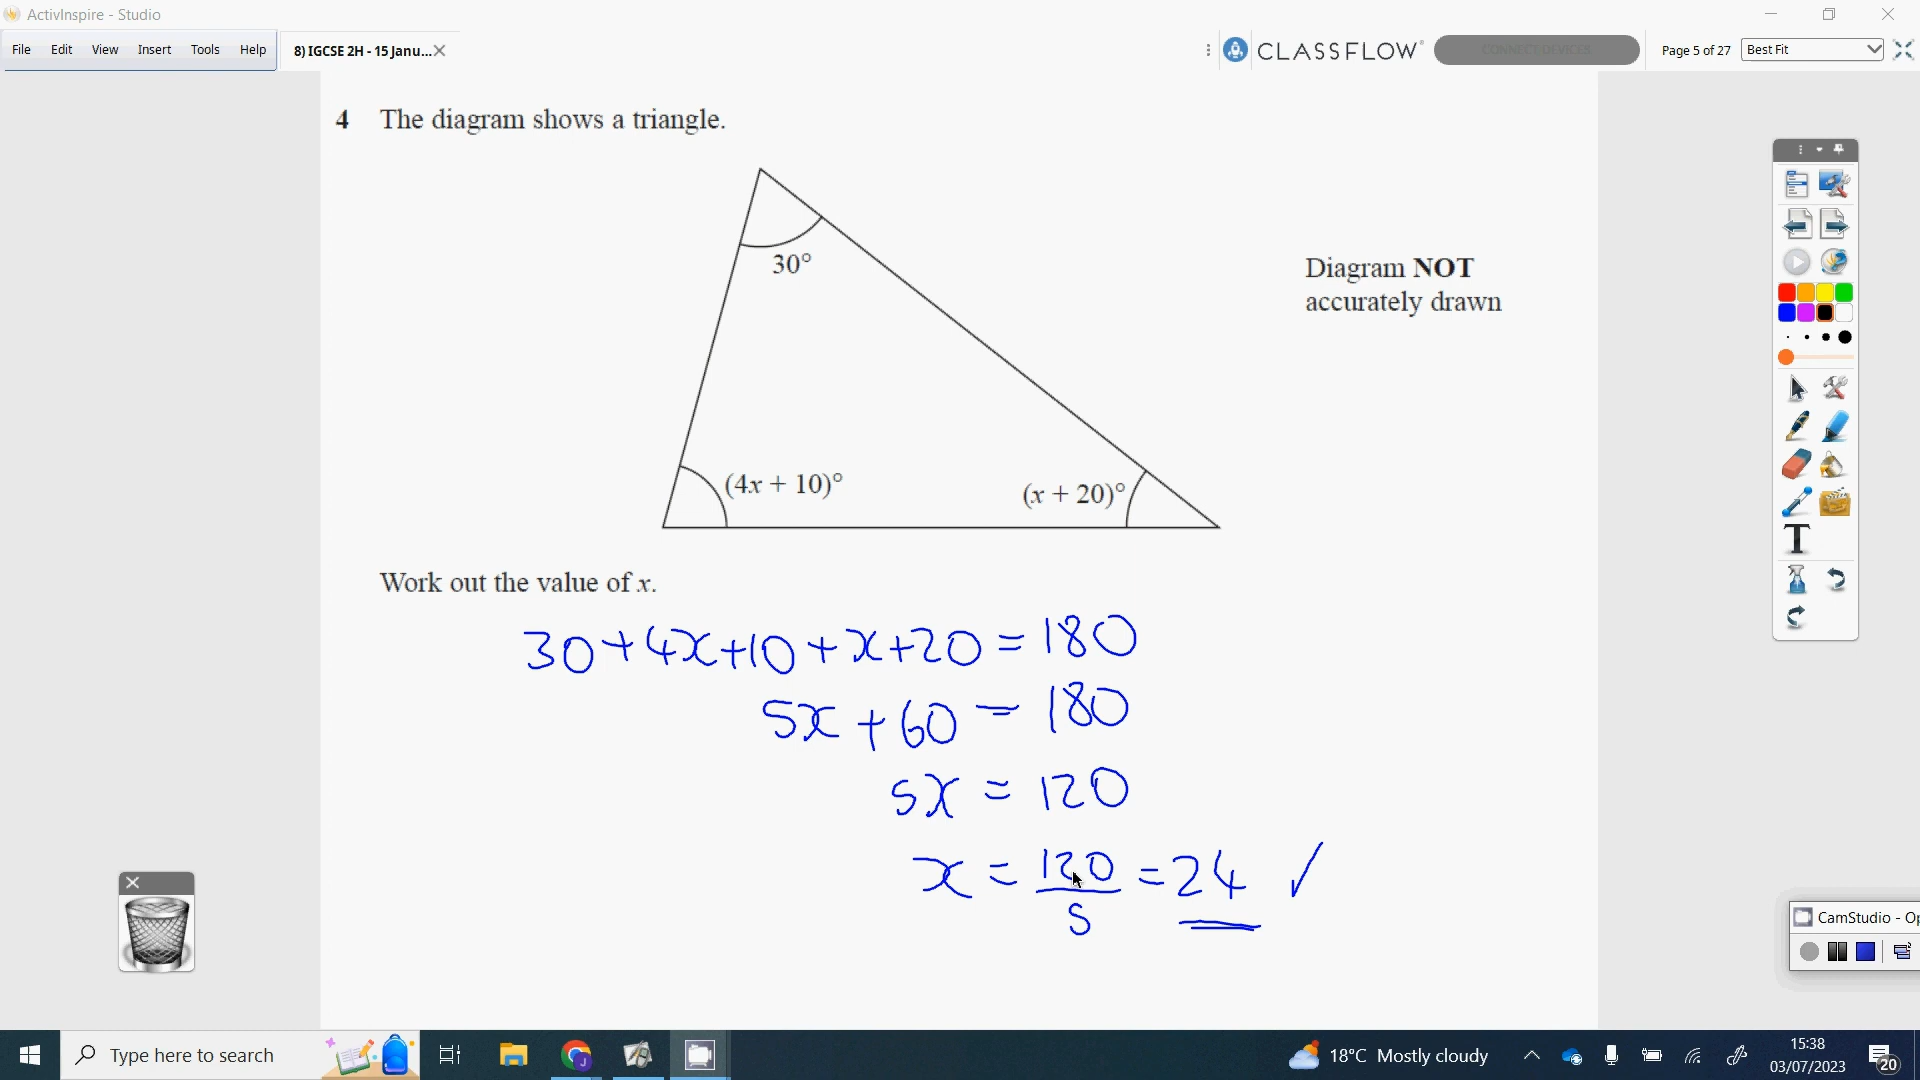 ActivInspire - Studio
File Edit View Insert Tools Help
8) IGCSE 2H - 15 Janu...
CLASSFLOW
CONNECT DEVICES
Page 5 of 27
Best Fit
4 The diagram shows a triangle.
30°
Diagram NOT
accurately drawn
(4x + 10)°
(x + 20)°
Work out the value of x.
30+4x+10+x+20=180
5x+60=180
5x=120
x=120/5=24 ✓
T
CamStudio - Op
Type here to search
18°C Mostly cloudy
15:38
03/07/2023
20